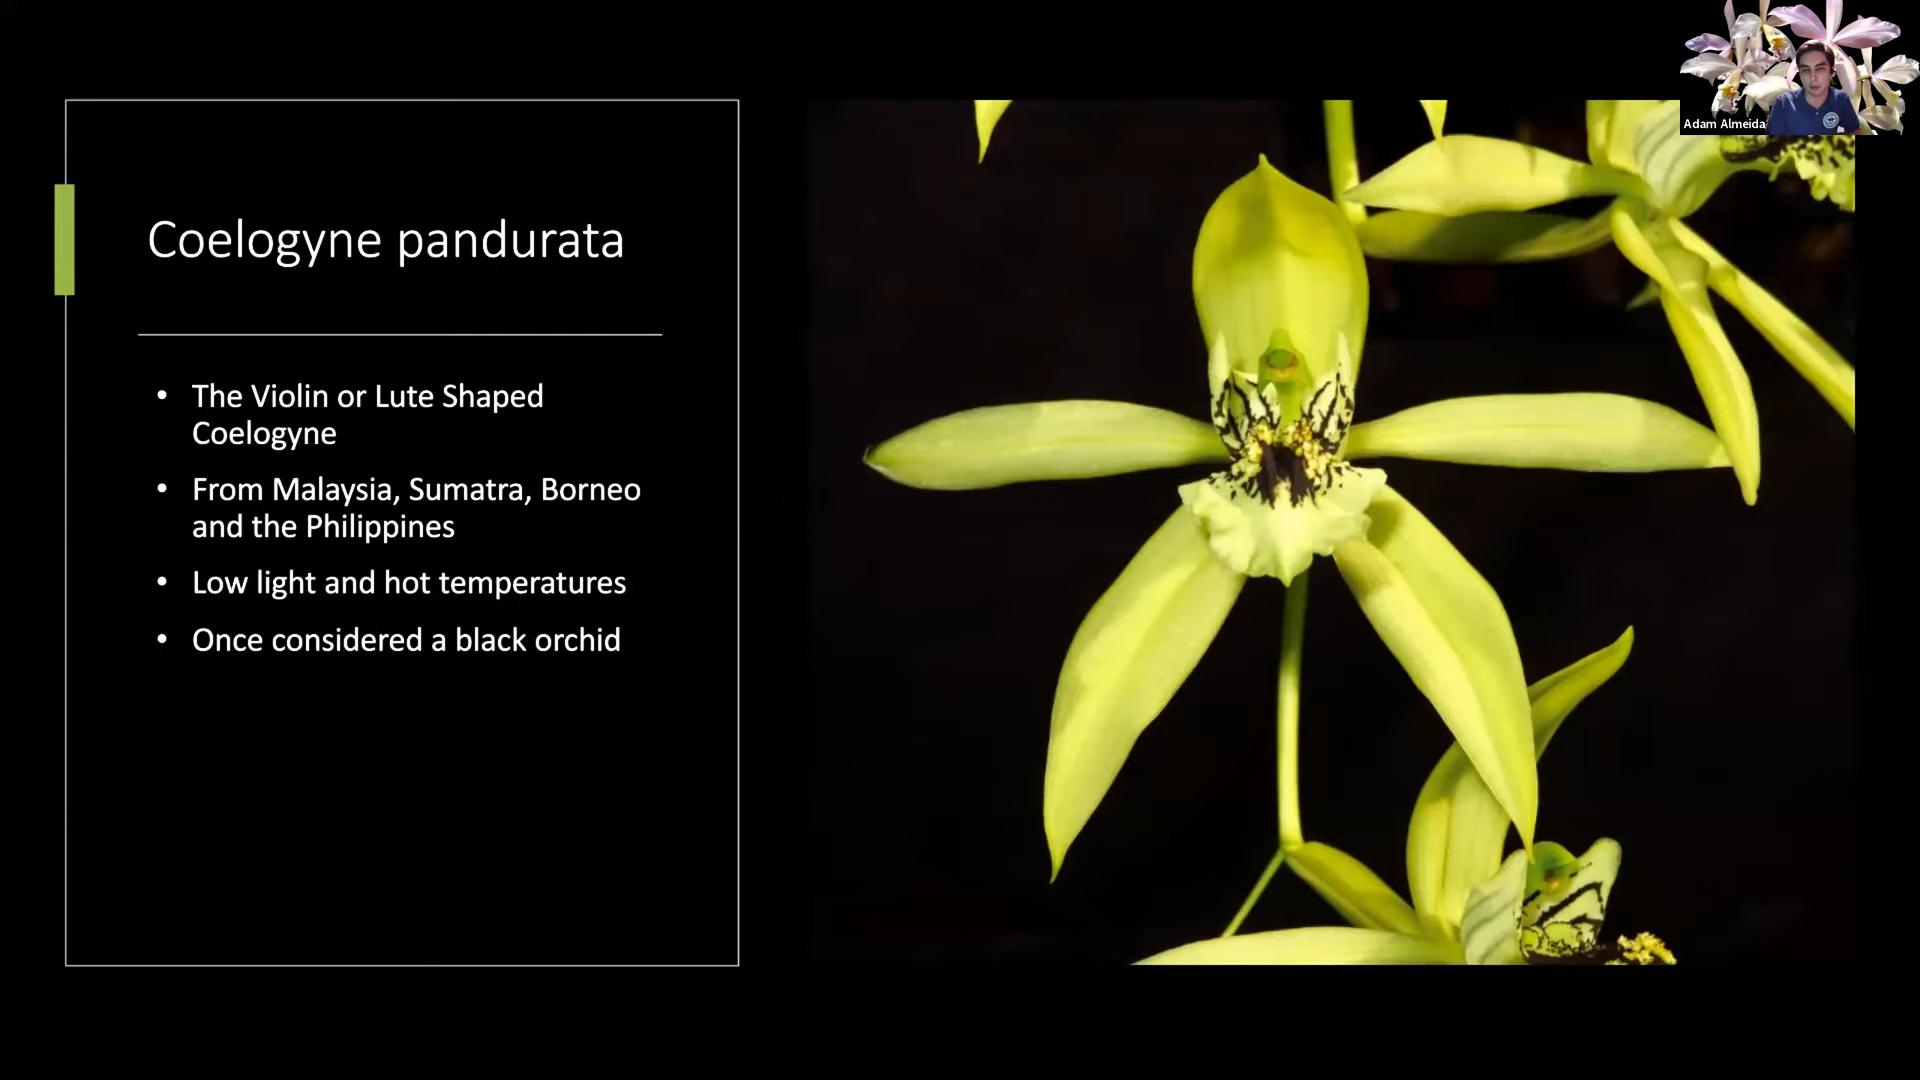 Adam Almeida
Coelogyne pandurata
• The Violin or Lute Shaped
Coelogyne
• From Malaysia, Sumatra, Borneo
and the Philippines
• Low light and hot temperatures
• Once considered a black orchid